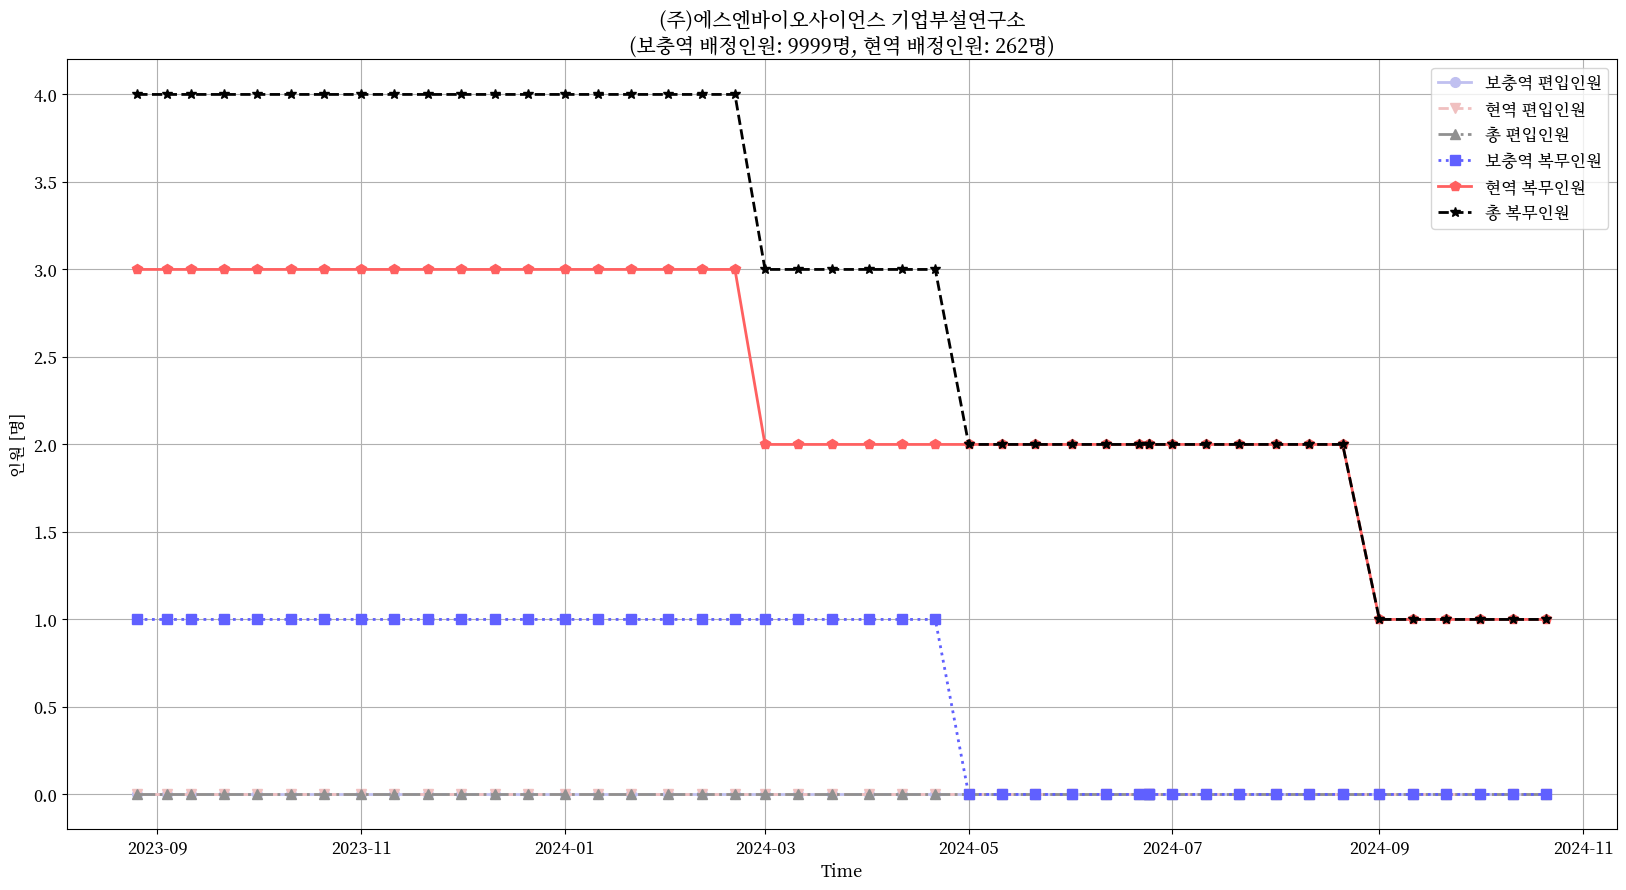 (주)에스엔바이오사이언스 기업부설연구소
(보충역 배정인원: 9999명, 현역 배정인원: 262명)
보충역 편입인원
현역 편입인원
총 편입인원
보충역 복무인원
현역 복무인원
총 복무인원
인원 [명]
4.0
3.5
3.0
2.5
2.0
1.5
1.0
0.5
0.0
2023-09
2023-11
2024-01
2024-03
2024-05
2024-07
2024-09
2024-11
Time